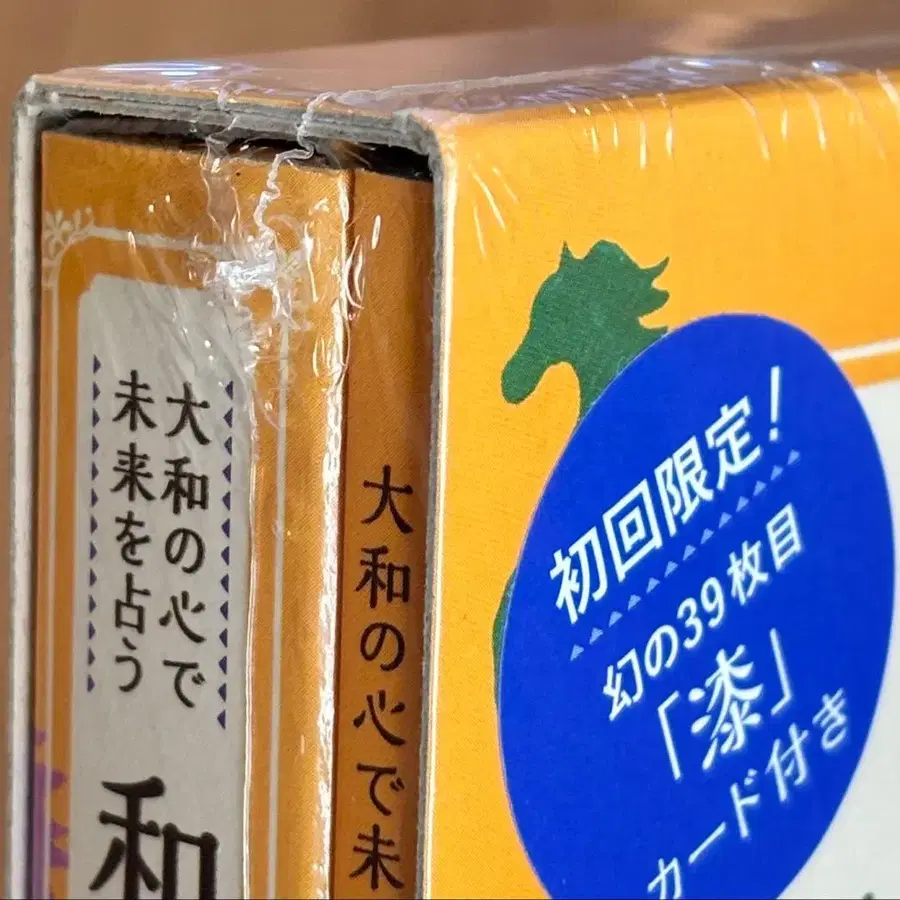 大和の心で
未来を占う
和
大和の心で未
初回限定!
幻の39枚目
「漆」
カード付き